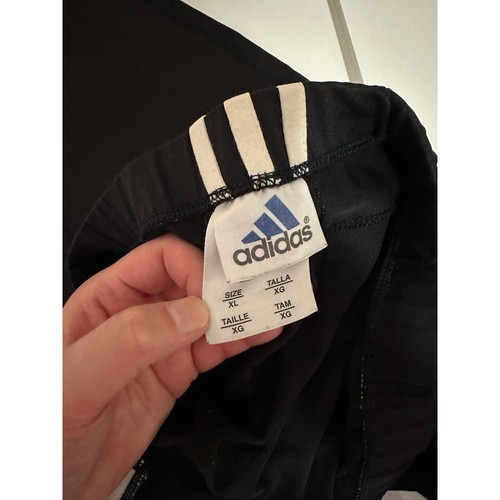 adidas®
SIZE
XL
TALLA
XG
TAILLE
XG
TAM
XG